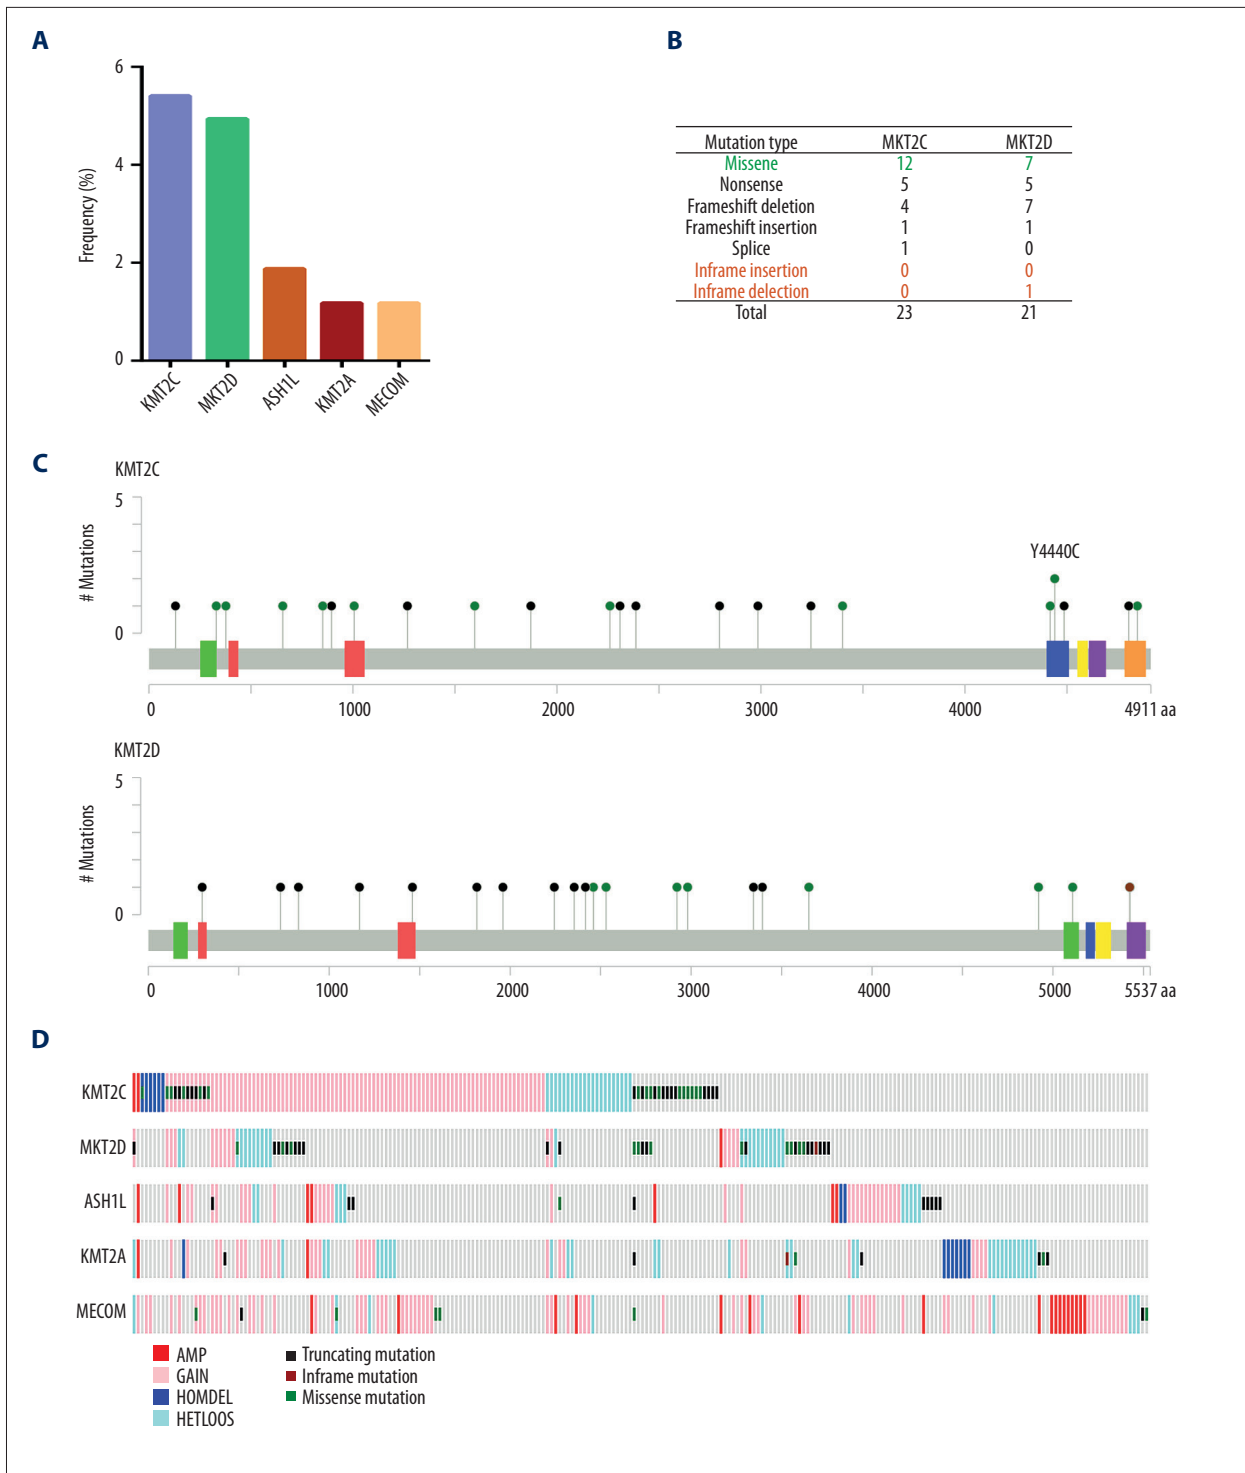 A
6
4
2
0
Frequency (%)
KMT2C
MKT2D
ASH1L
KMT2A
MECOM
B
Mutation type MKT2C MKT2D
Missene 12 7
Nonsense 5 5
Frameshift deletion 4 7
Frameshift insertion 1 1
Splice 1 0
Inframe insertion 0 0
Inframe delection 0 1
Total 23 21
C
KMT2C
5
0
# Mutations
Y4440C
0 1000 2000 3000 4000 4911 aa
KMT2D
5
0
# Mutations
0 1000 2000 3000 4000 5000 5537 aa
D
KMT2C
MKT2D
ASH1L
KMT2A
MECOM
AMP
GAIN
HOMDEL
HETLOOS
Truncating mutation
Inframe mutation
Missense mutation